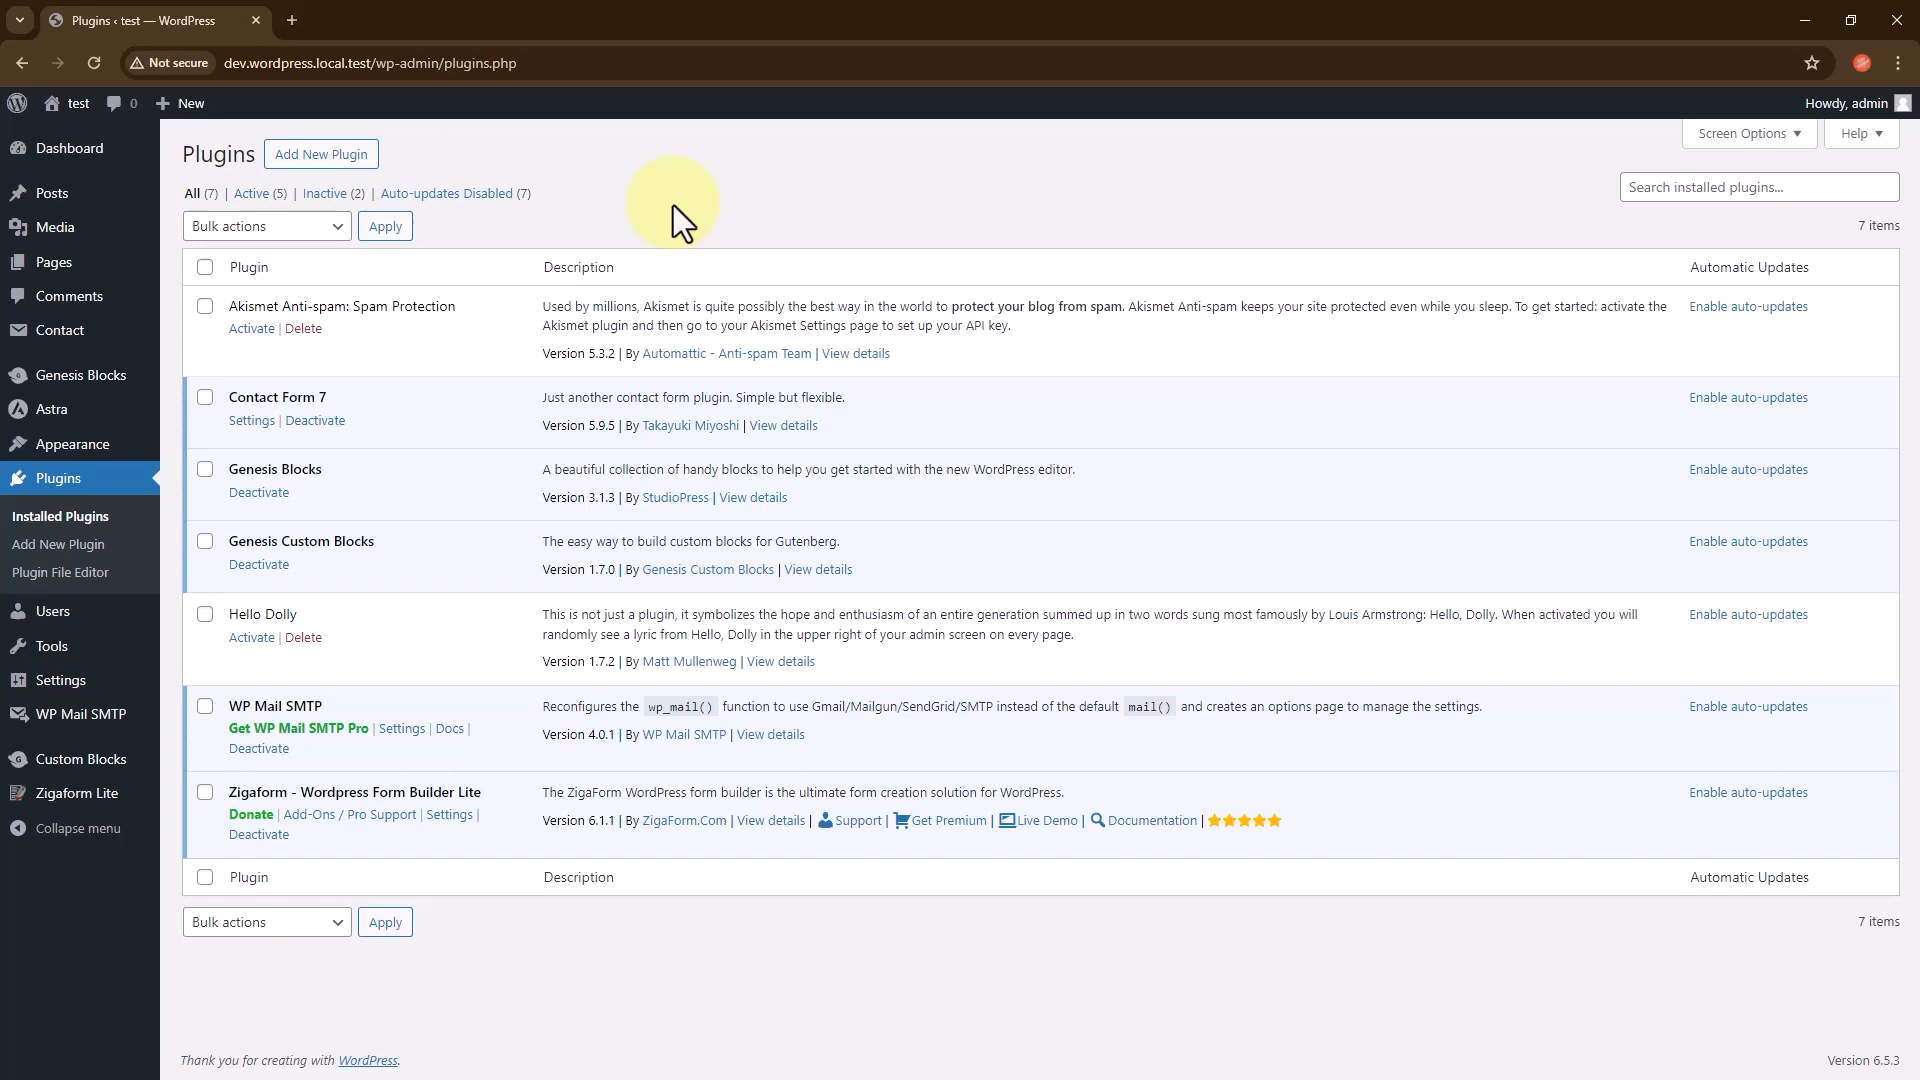 Plugins ‹ test — WordPress
Not secure
dev.wordpress.local.test/wp-admin/plugins.php
test
0
New
Howdy, admin
Dashboard
Posts
Media
Pages
Comments
Contact
Genesis Blocks
Astra
Appearance
Plugins
Installed Plugins
Add New Plugin
Plugin File Editor
Users
Tools
Settings
WP Mail SMTP
Custom Blocks
Zigaform Lite
Collapse menu
Screen Options
Help
Plugins
Add New Plugin
All (7) | Active (5) | Inactive (2) | Auto-updates Disabled (7)
Search installed plugins...
Bulk actions
Apply
7 items
Plugin Description Automatic Updates
Akismet Anti-spam: Spam Protection
Activate | Delete
Used by millions, Akismet is quite possibly the best way in the world to protect your blog from spam. Akismet Anti-spam keeps your site protected even while you sleep. To get started: activate the
Akismet plugin and then go to your Akismet Settings page to set up your API key.
Version 5.3.2 | By Automattic - Anti-spam Team | View details
Enable auto-updates
Contact Form 7
Settings | Deactivate
Just another contact form plugin. Simple but flexible.
Version 5.9.5 | By Takayuki Miyoshi | View details
Enable auto-updates
Genesis Blocks
Deactivate
A beautiful collection of handy blocks to help you get started with the new WordPress editor.
Version 3.1.3 | By StudioPress | View details
Enable auto-updates
Genesis Custom Blocks
Deactivate
The easy way to build custom blocks for Gutenberg.
Version 1.7.0 | By Genesis Custom Blocks | View details
Enable auto-updates
Hello Dolly
Activate | Delete
This is not just a plugin, it symbolizes the hope and enthusiasm of an entire generation summed up in two words sung most famously by Louis Armstrong: Hello, Dolly. When activated you will
randomly see a lyric from Hello, Dolly in the upper right of your admin screen on every page.
Version 1.7.2 | By Matt Mullenweg | View details
Enable auto-updates
WP Mail SMTP
Get WP Mail SMTP Pro | Settings | Docs |
Deactivate
Reconfigures the wp_mail() function to use Gmail/Mailgun/SendGrid/SMTP instead of the default mail() and creates an options page to manage the settings.
Version 4.0.1 | By WP Mail SMTP | View details
Enable auto-updates
Zigaform - Wordpress Form Builder Lite
Donate | Add-Ons / Pro Support | Settings |
Deactivate
The ZigaForm WordPress form builder is the ultimate form creation solution for WordPress.
Version 6.1.1 | By ZigaForm.Com | View details | Support | Get Premium | Live Demo | Documentation |
Enable auto-updates
Plugin Description Automatic Updates
Bulk actions
Apply
7 items
Thank you for creating with WordPress.
Version 6.5.3